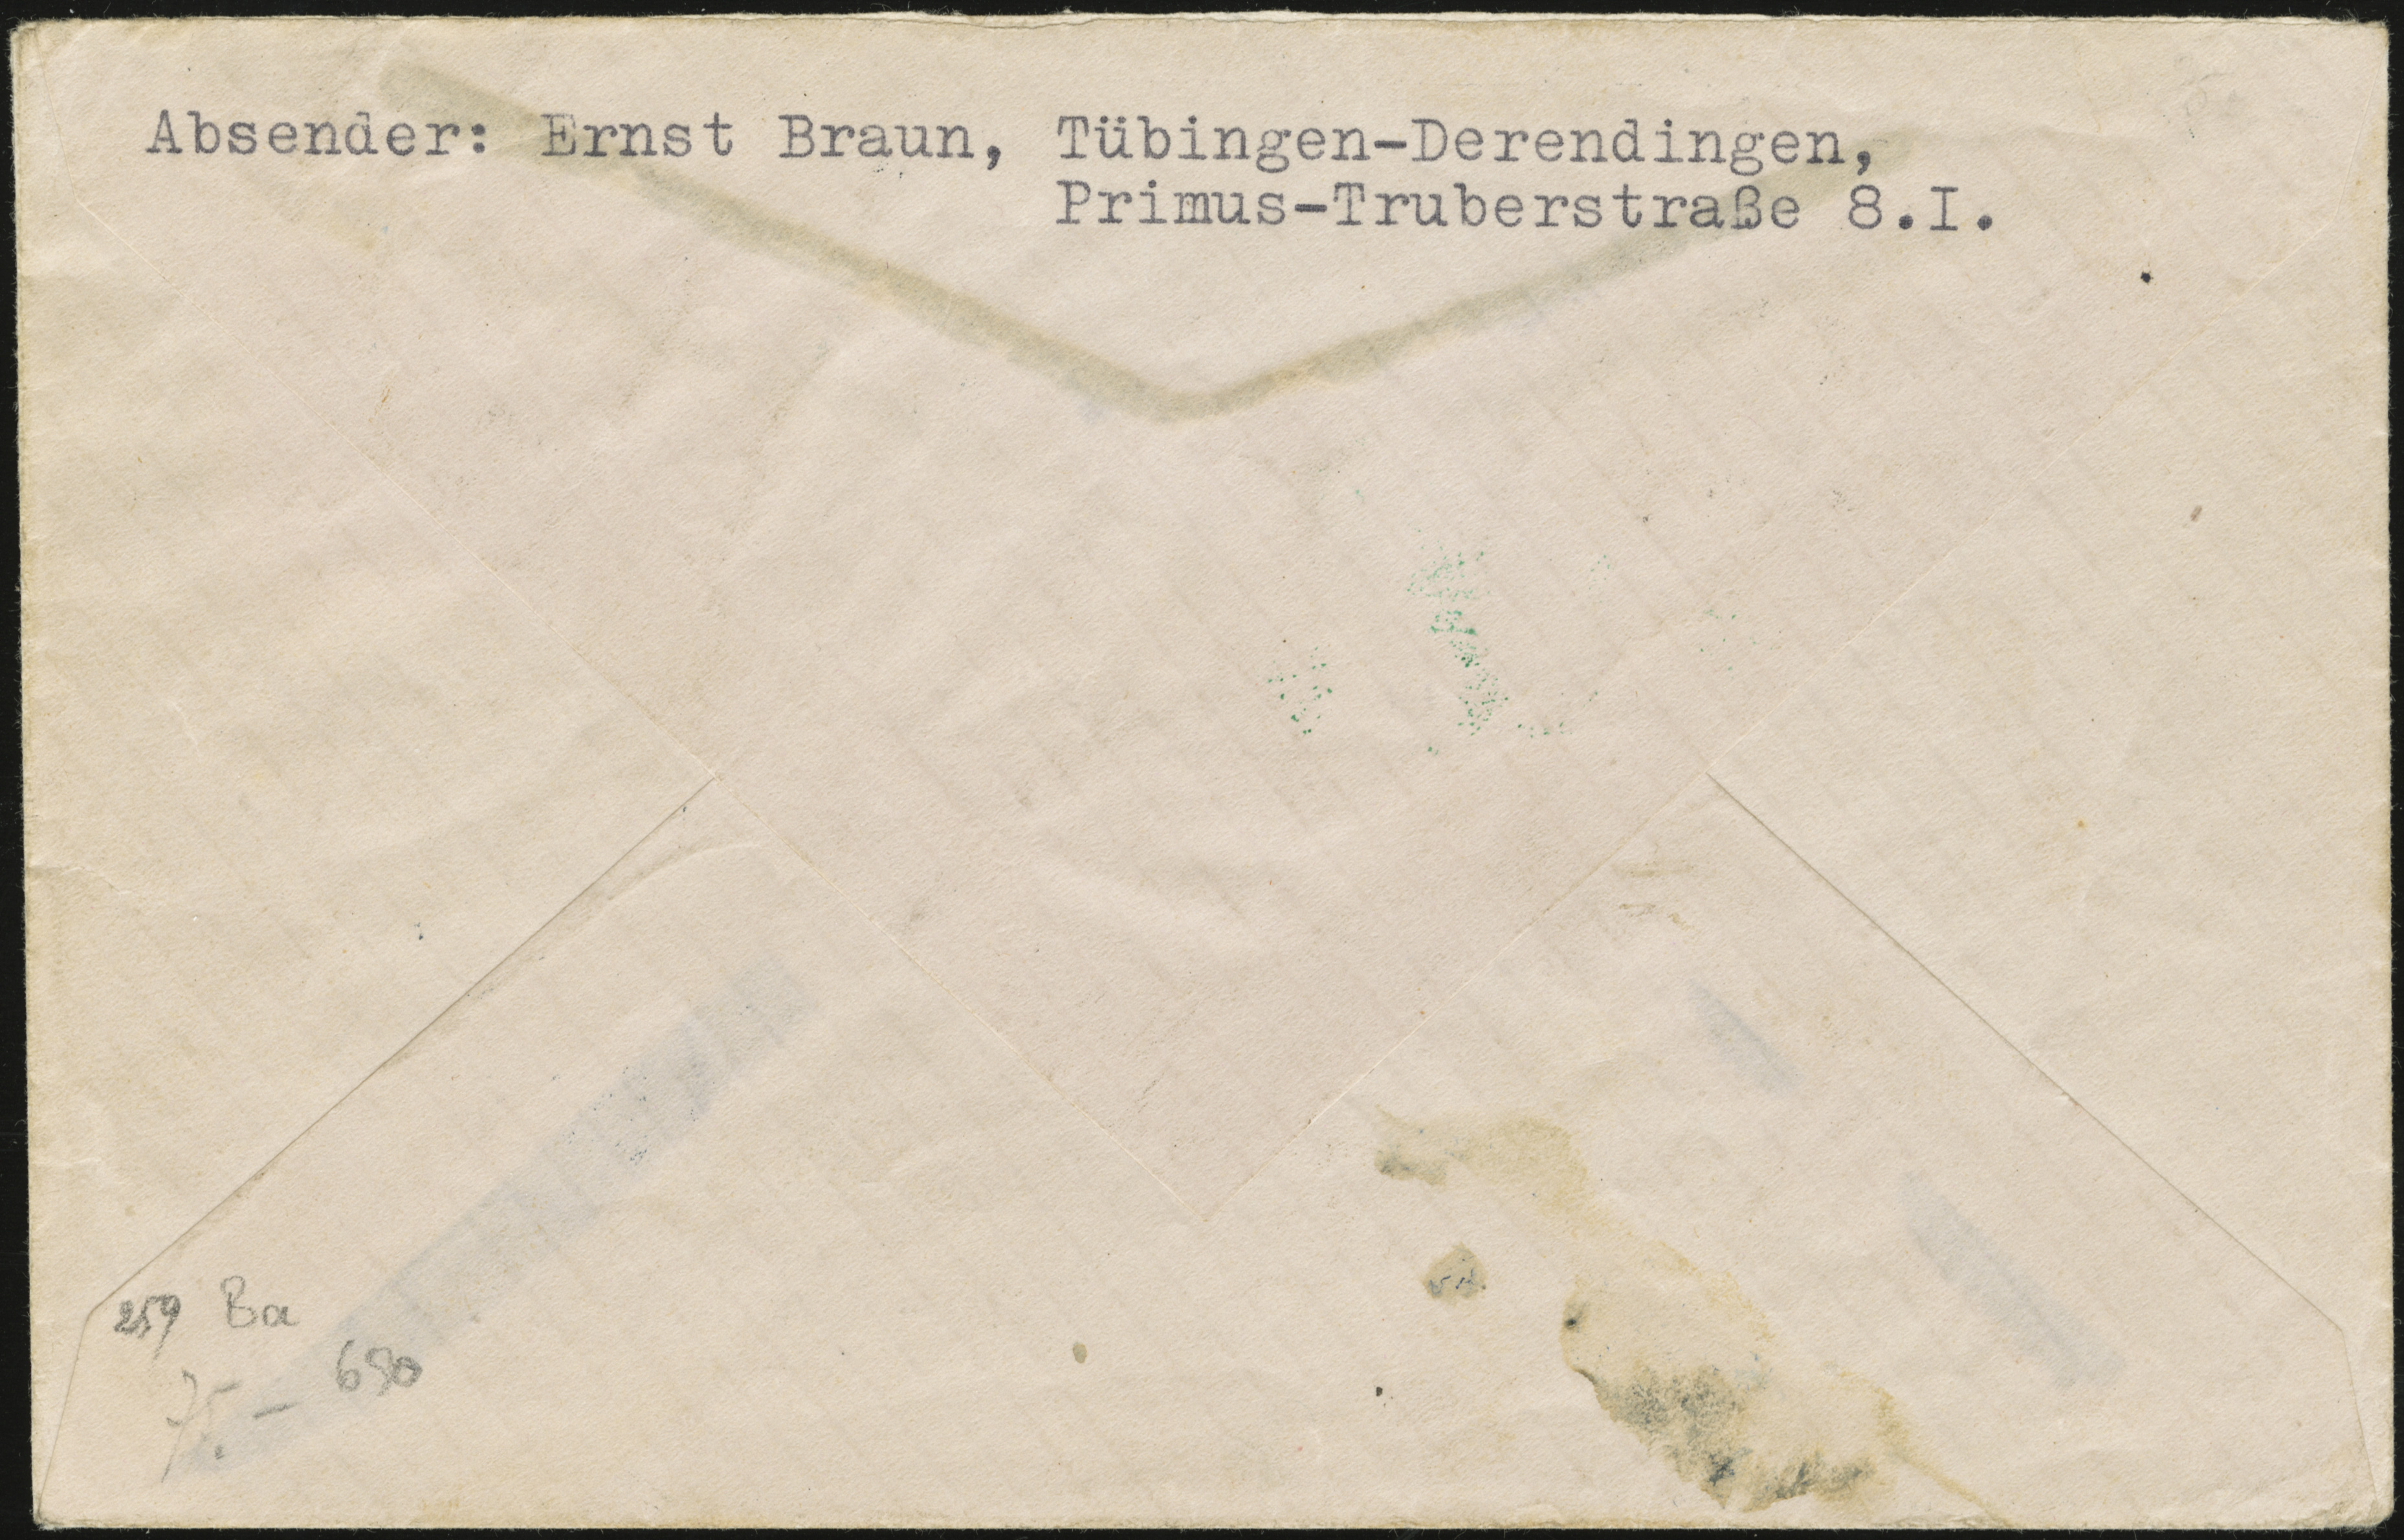 Absender: Ernst Braun, Tübingen-Derendingen,
Primus-Truberstraße 8.I.
259 Ba
75.- 690